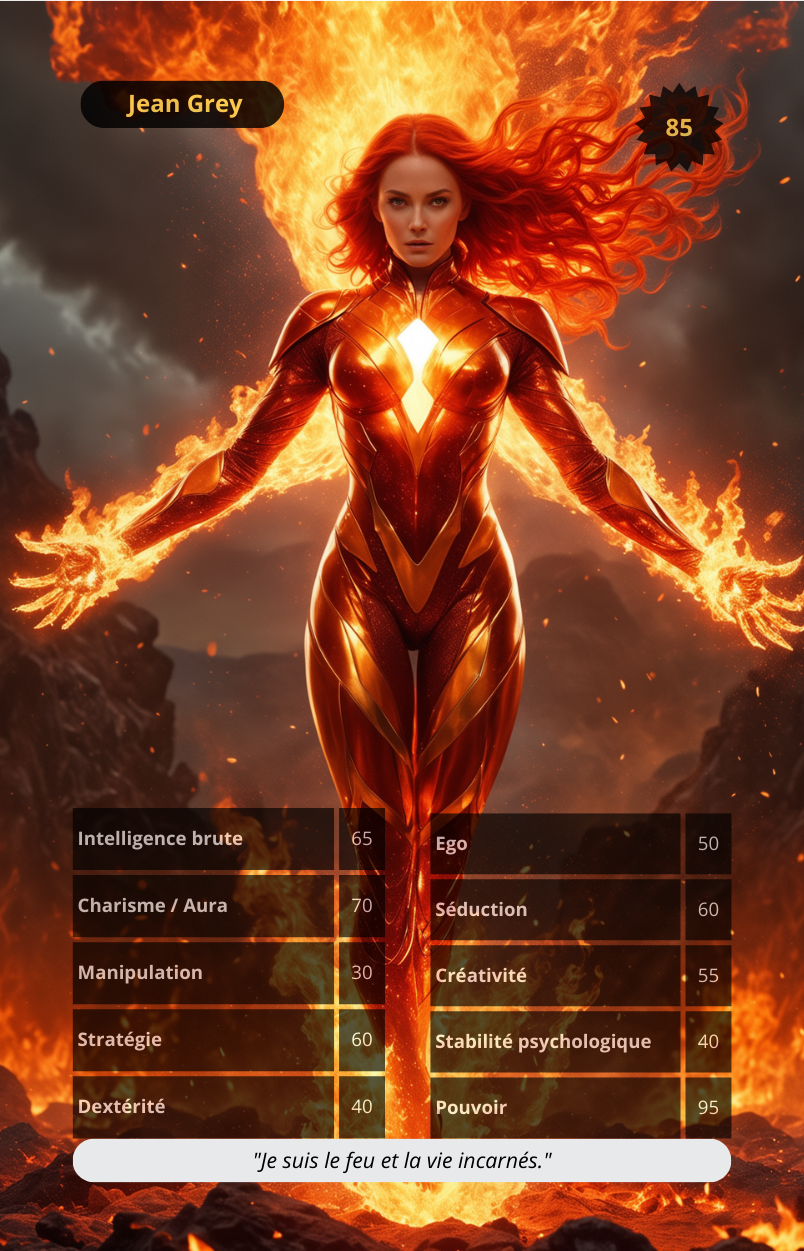 Jean Grey
85
Intelligence brute 65
Charisme / Aura 70
Manipulation 30
Stratégie 60
Dextérité 40
Ego 50
Séduction 60
Créativité 55
Stabilité psychologique 40
Pouvoir 95
"Je suis le feu et la vie incarnés."